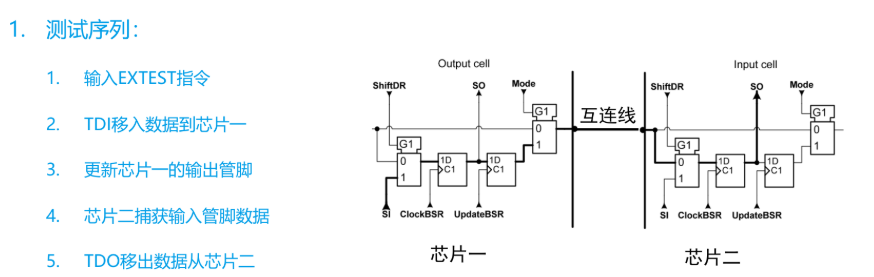 1. 测试序列：
1. 输入EXTEST指令
2. TDI移入数据到芯片一
3. 更新芯片一的输出管脚
4. 芯片二捕获输入管脚数据
5. TDO移出数据从芯片二
Output cell
ShiftDR SO Mode
G1
0
1
G1
0
1
1D
C1
1D
C1
SI ClockBSR UpdateBSR
芯片一
互连线
Input cell
ShiftDR SO Mode
G1
0
1
G1
0
1
1D
C1
1D
C1
SI ClockBSR UpdateBSR
芯片二